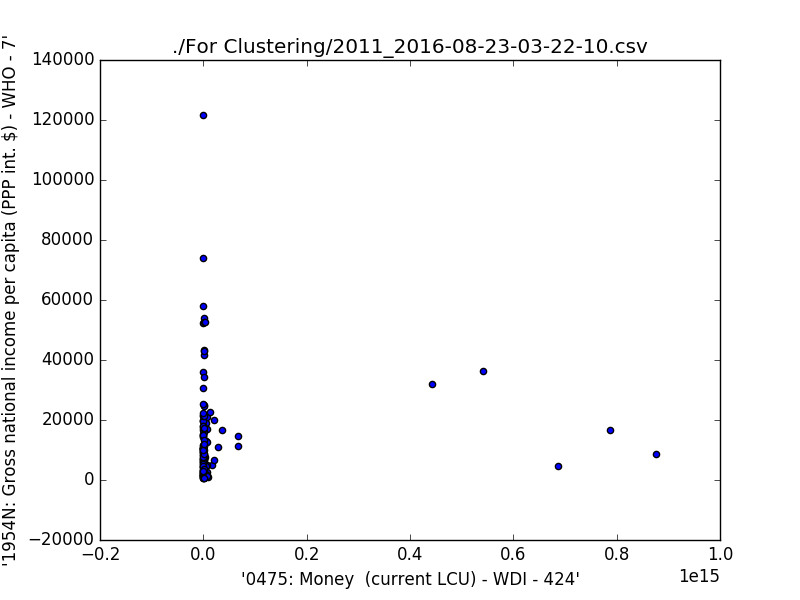 ./For Clustering/2011_2016-08-23-03-22-10.csv
'1954N: Gross national income per capita (PPP int. $) - WHO - 7'
140000
120000
100000
80000
60000
40000
20000
0
−20000
−0.2 0.0 0.2 0.4 0.6 0.8 1.0
1e15
'0475: Money  (current LCU) - WDI - 424'